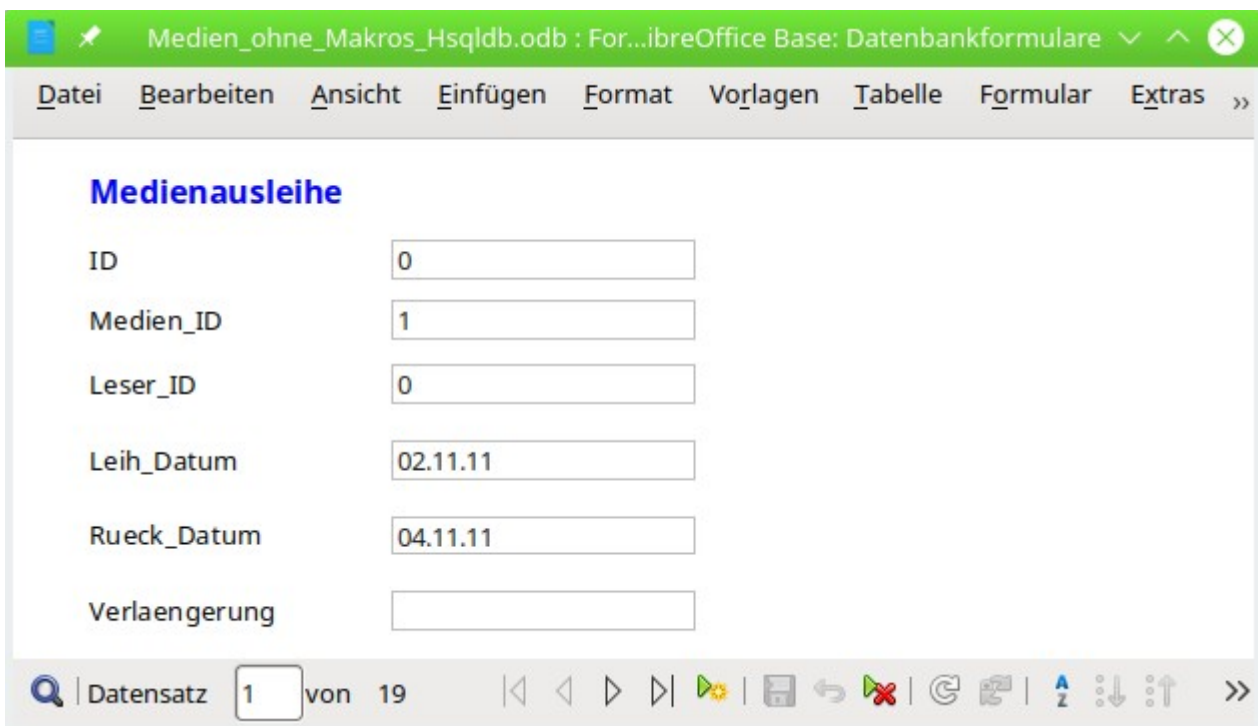 Medien_ohne_Makros_Hsqldb.odb : For...ibreOffice Base: Datenbankformulare
Datei Bearbeiten Ansicht Einfügen Format Vorlagen Tabelle Formular Extras »
Medienausleihe
ID 0
Medien_ID 1
Leser_ID 0
Leih_Datum 02.11.11
Rueck_Datum 04.11.11
Verlaengerung
Datensatz 1 von 19 A Z »